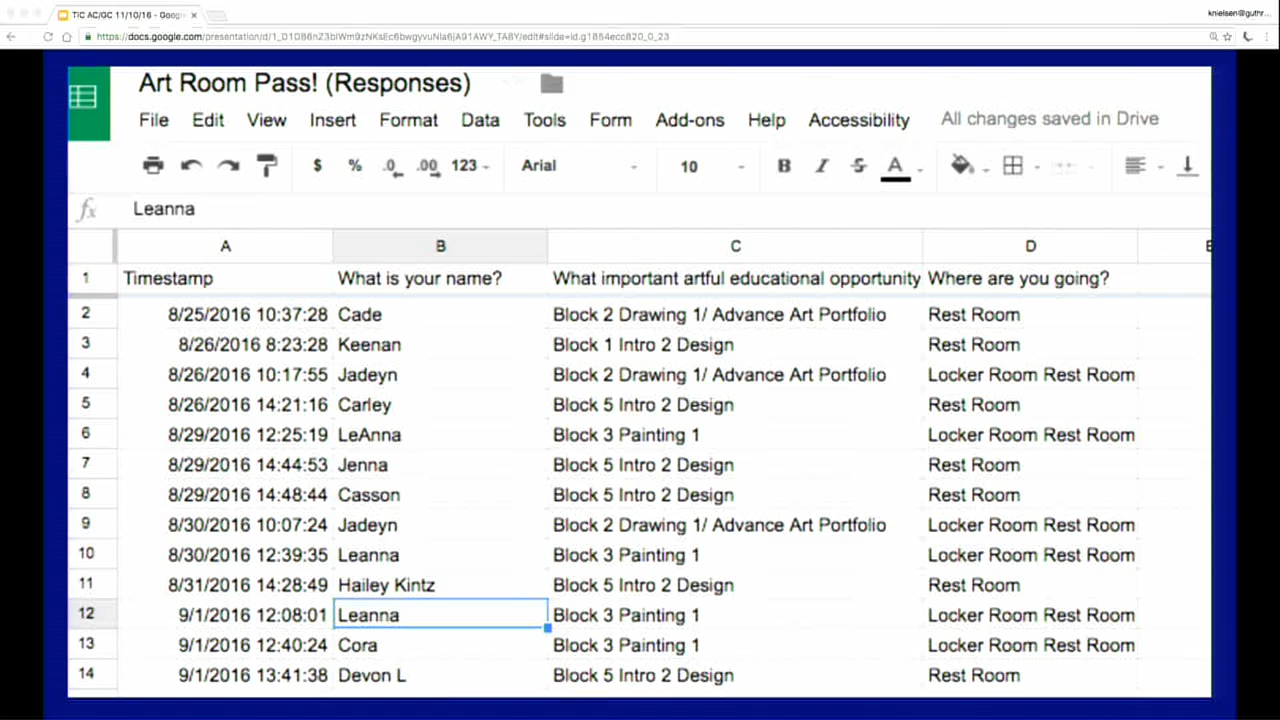 TIC AC/GC 11/10/16 - Goog
knielsen@guthr
Art Room Pass! (Responses)
File Edit View Insert Format Data Tools Form Add-ons Help Accessibility All changes saved in Drive
$ % .0 .00 123 Arial 10 B I S A
fx Leanna
A B C D E
1 Timestamp What is your name? What important artful educational opportunity Where are you going?
2 8/25/2016 10:37:28 Cade Block 2 Drawing 1/ Advance Art Portfolio Rest Room
3 8/26/2016 8:23:28 Keenan Block 1 Intro 2 Design Rest Room
4 8/26/2016 10:17:55 Jadeyn Block 2 Drawing 1/ Advance Art Portfolio Locker Room Rest Room
5 8/26/2016 14:21:16 Carley Block 5 Intro 2 Design Rest Room
6 8/29/2016 12:25:19 LeAnna Block 3 Painting 1 Locker Room Rest Room
7 8/29/2016 14:44:53 Jenna Block 5 Intro 2 Design Rest Room
8 8/29/2016 14:48:44 Casson Block 5 Intro 2 Design Rest Room
9 8/30/2016 10:07:24 Jadeyn Block 2 Drawing 1/ Advance Art Portfolio Locker Room Rest Room
10 8/30/2016 12:39:35 Leanna Block 3 Painting 1 Locker Room Rest Room
11 8/31/2016 14:28:49 Hailey Kintz Block 5 Intro 2 Design Rest Room
12 9/1/2016 12:08:01 Leanna Block 3 Painting 1 Locker Room Rest Room
13 9/1/2016 12:40:24 Cora Block 3 Painting 1 Locker Room Rest Room
14 9/1/2016 13:41:38 Devon L Block 5 Intro 2 Design Rest Room